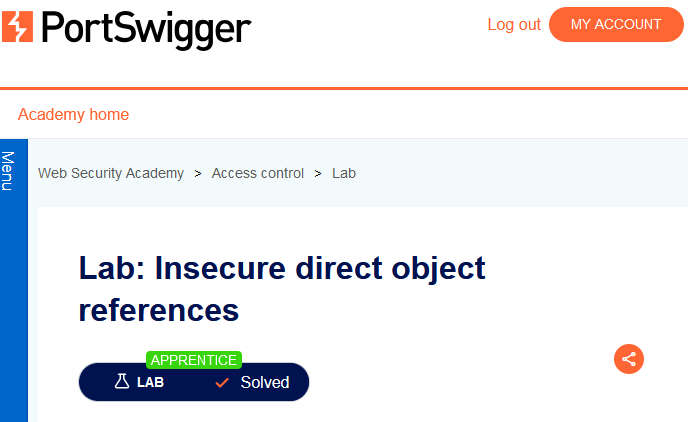 PortSwigger
Log out
MY ACCOUNT
Academy home
Menu
Web Security Academy > Access control > Lab
Lab: Insecure direct object
references
APPRENTICE
LAB
Solved